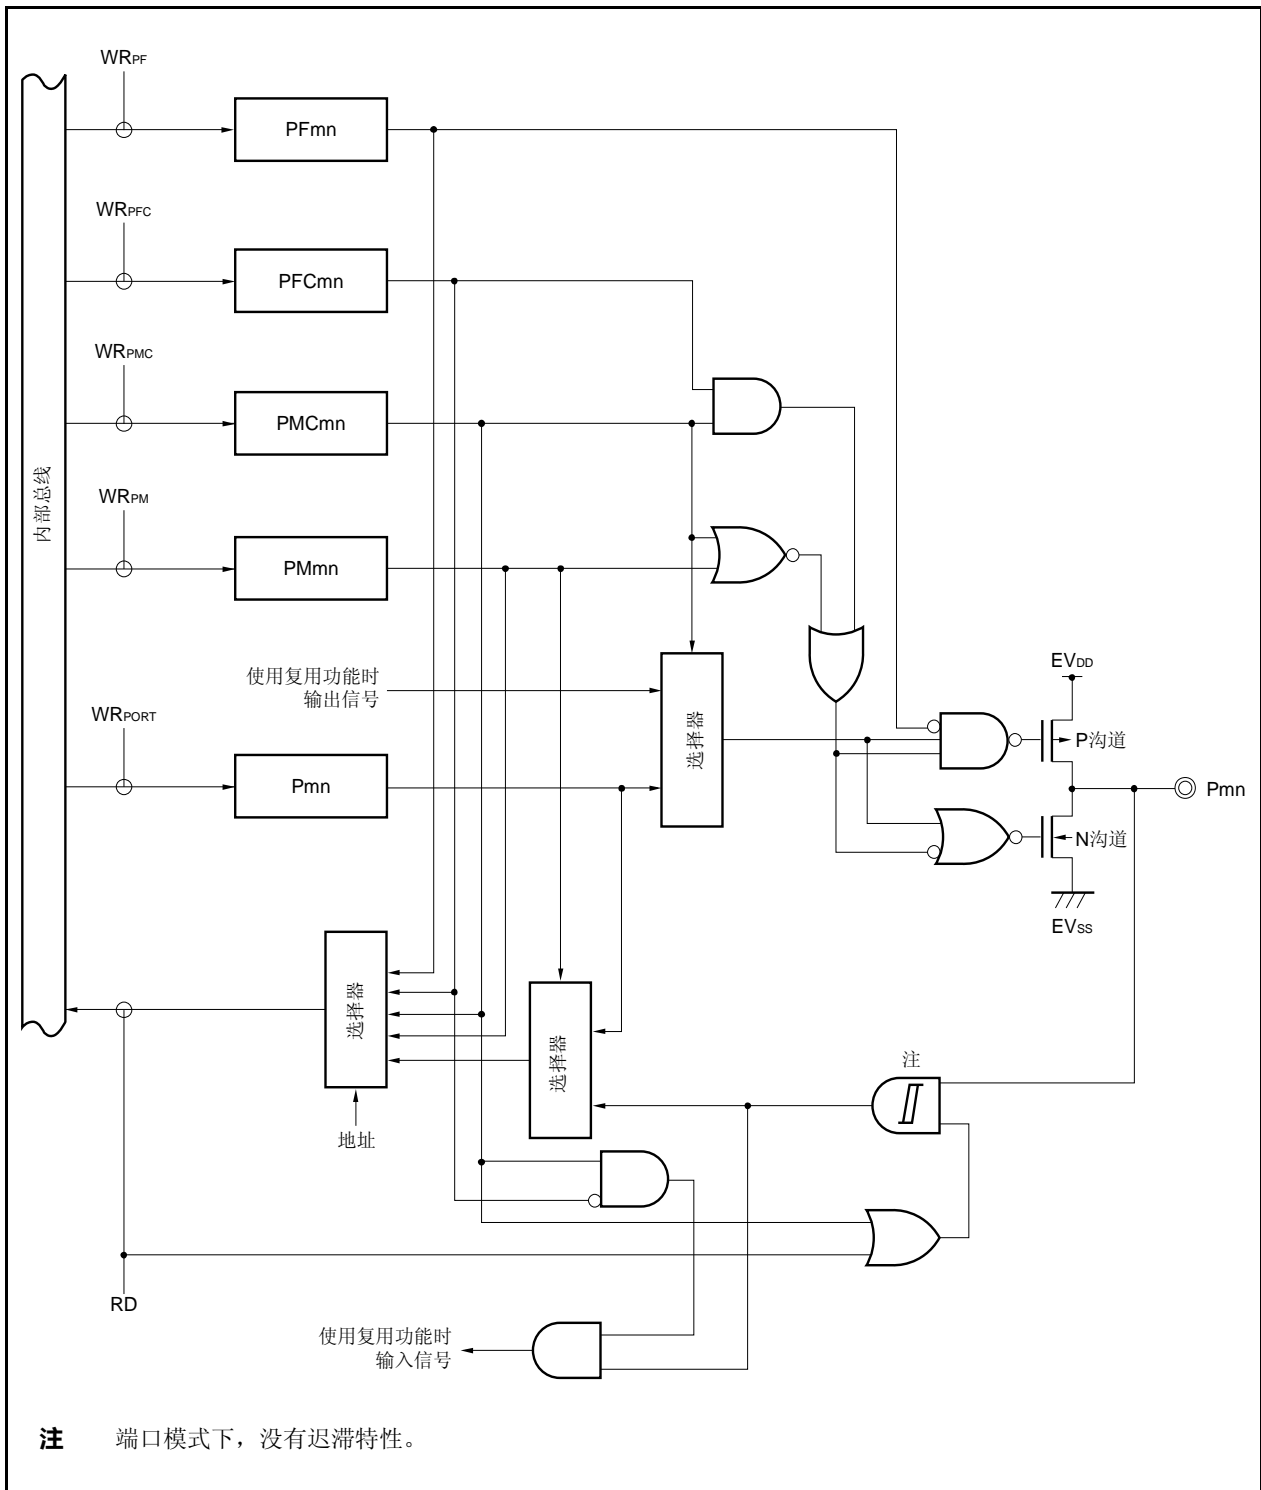 WRPF
PFmn
WRPFC
PFCmn
WRPMC
PMCmn
内部总线
WRPM
PMmn
使用复用功能时
输出信号
EVDD
WRPORT
选择器
P沟道
Pmn
Pmn
N沟道
EVSS
选择器
选择器
注
地址
RD
使用复用功能时
输入信号
注 端口模式下，没有迟滞特性。